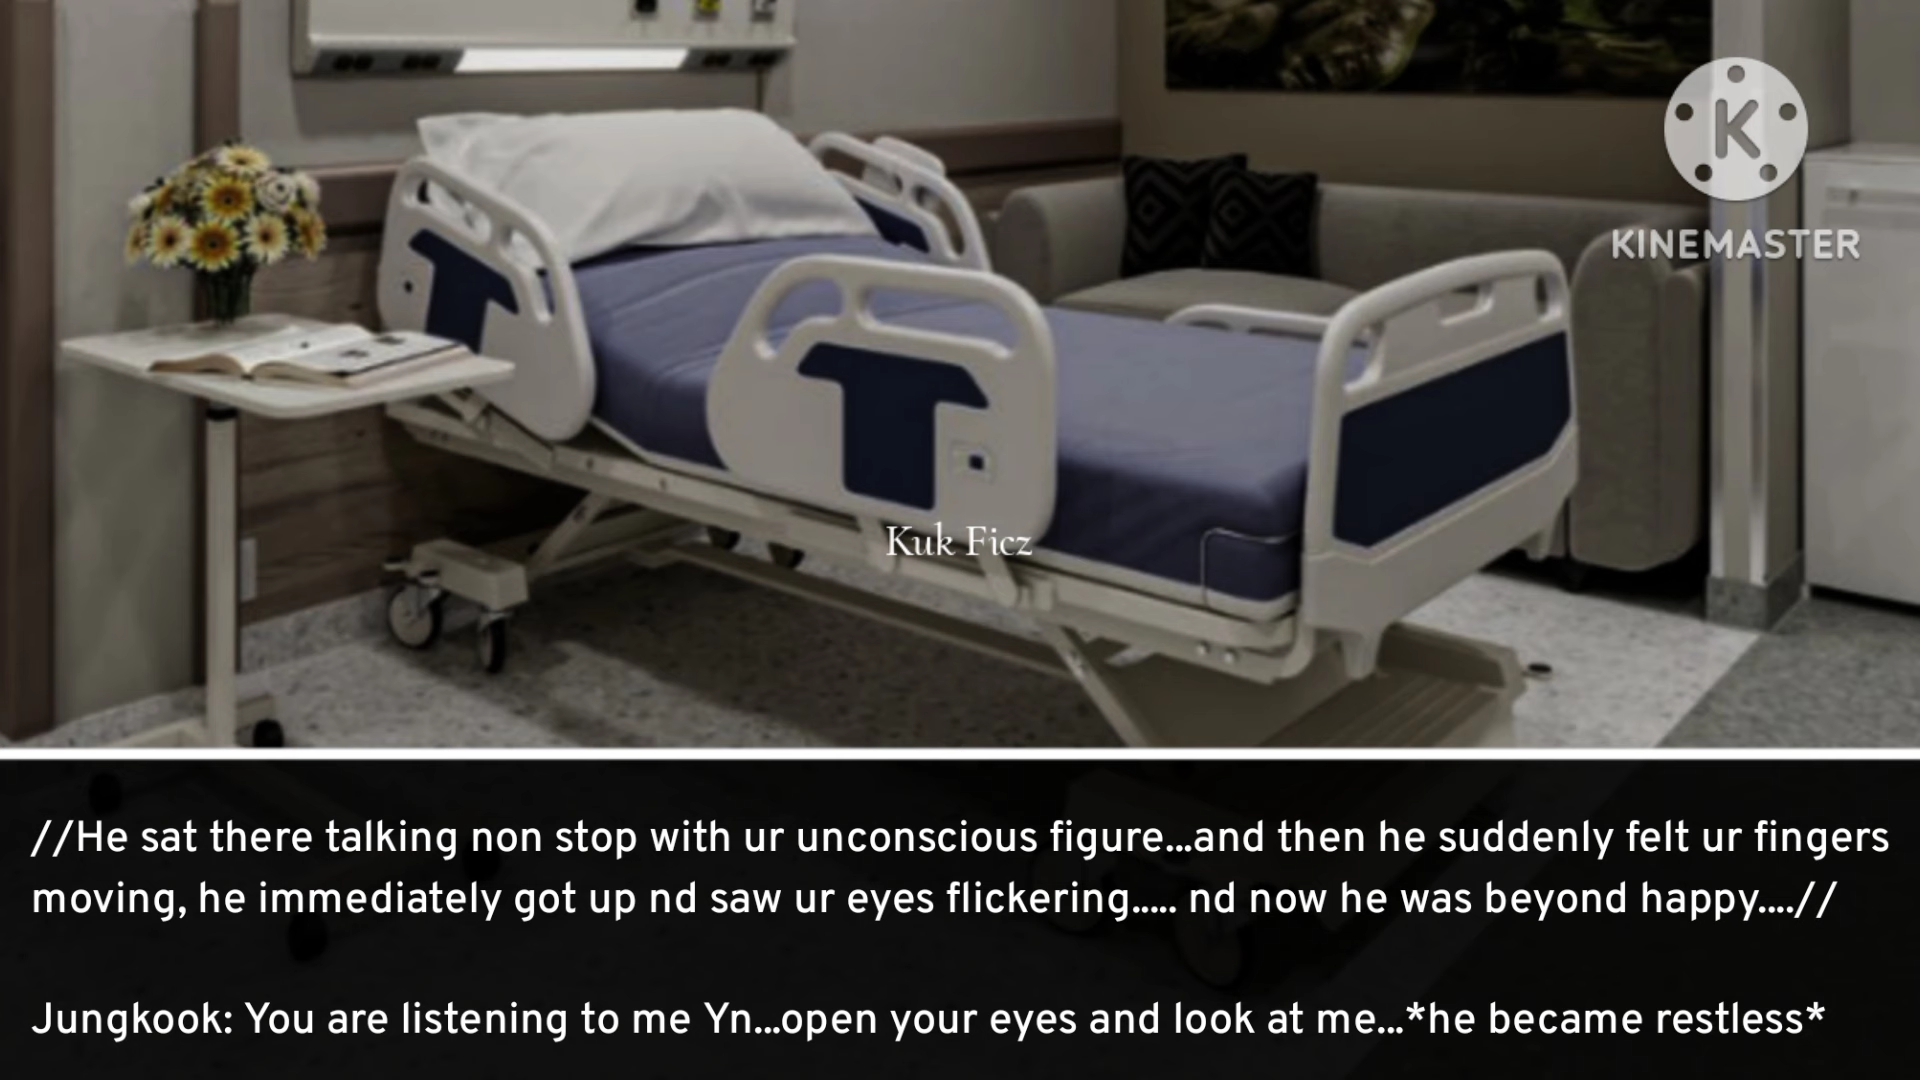 K
KINEMASTER
Kuk Ficz
//He sat there talking non stop with ur unconscious figure...and then he suddenly felt ur fingers
moving, he immediately got up nd saw ur eyes flickering..... nd now he was beyond happy....//
Jungkook: You are listening to me Yn...open your eyes and look at me...*he became restless*